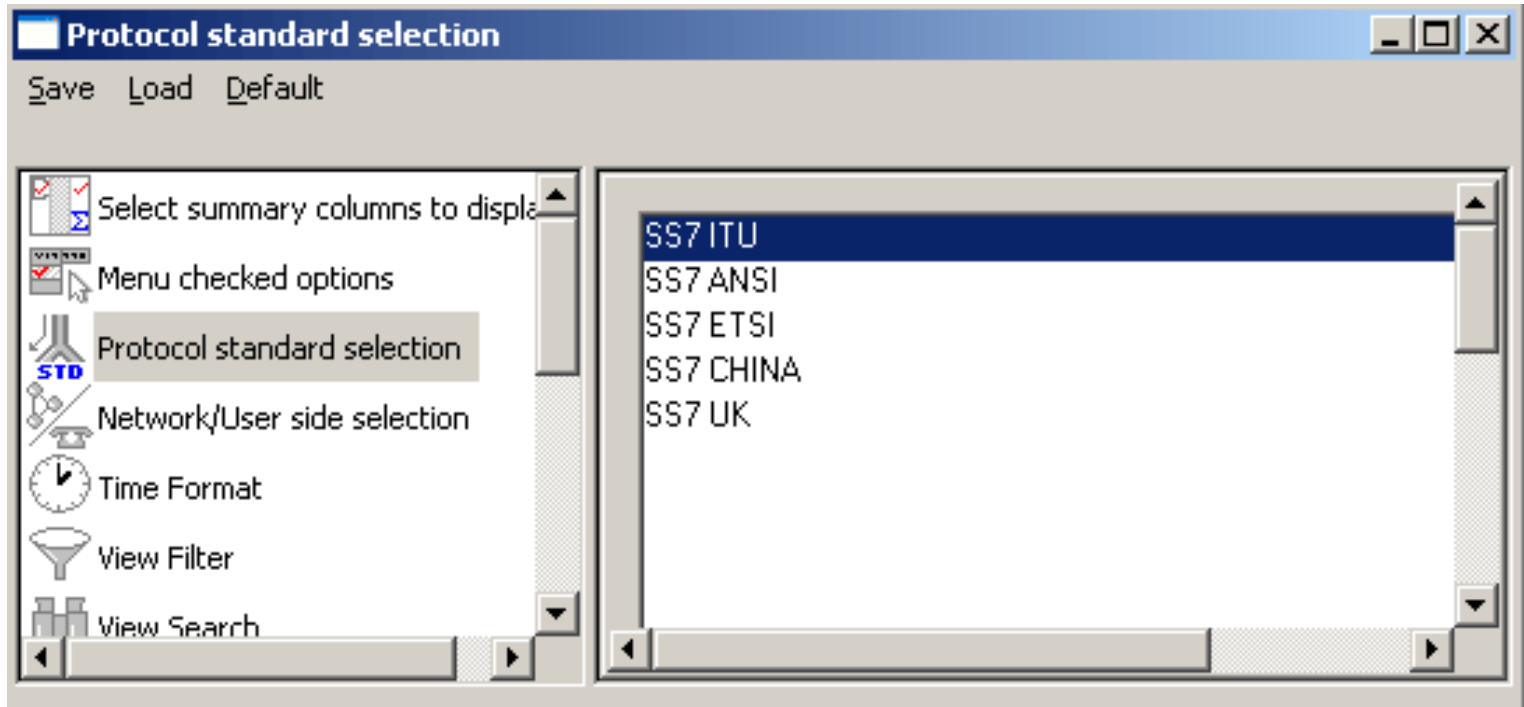 Protocol standard selection
Save Load Default
Select summary columns to displa
Menu checked options
Protocol standard selection
STD
Network/User side selection
Time Format
View Filter
View Search
SS7 ITU
SS7 ANSI
SS7 ETSI
SS7 CHINA
SS7 UK